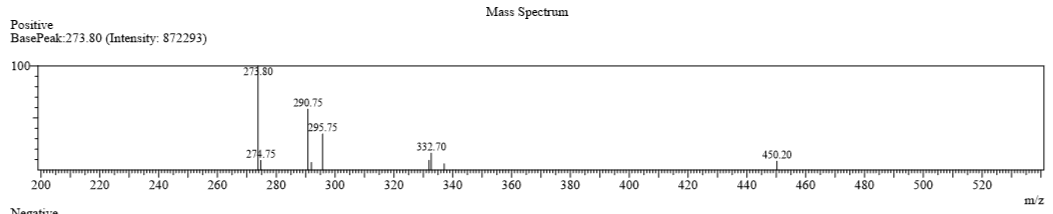 Mass Spectrum
Positive
BasePeak:273.80 (Intensity: 872293)
100
273.80
290.75
295.75
274.75
332.70
450.20
200 220 240 260 280 300 320 340 360 380 400 420 440 460 480 500 520
m/z
Negative